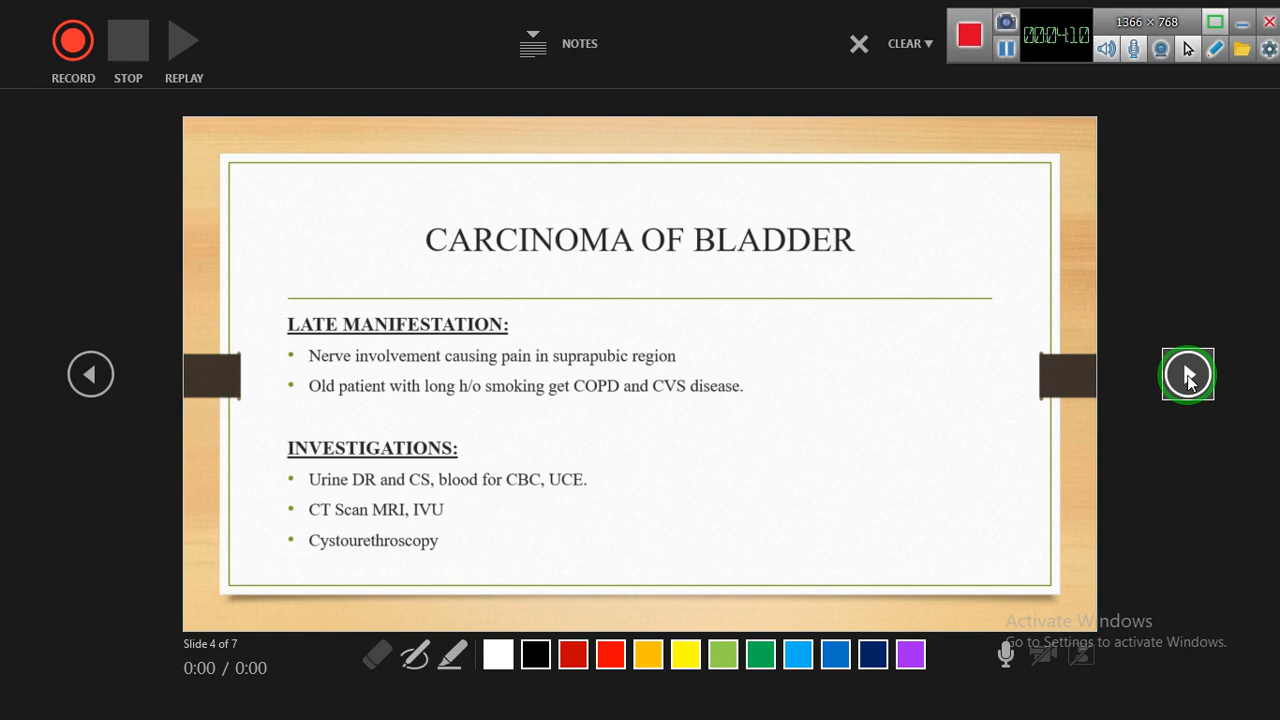 RECORD
STOP
REPLAY
NOTES
CLEAR
1366 × 768
00:04:10
CARCINOMA OF BLADDER
LATE MANIFESTATION:
• Nerve involvement causing pain in suprapubic region
• Old patient with long h/o smoking get COPD and CVS disease.
INVESTIGATIONS:
• Urine DR and CS, blood for CBC, UCE.
• CT Scan MRI, IVU
• Cystourethroscopy
Slide 4 of 7
0:00 / 0:00
Activate Windows
Go to Settings to activate Windows.